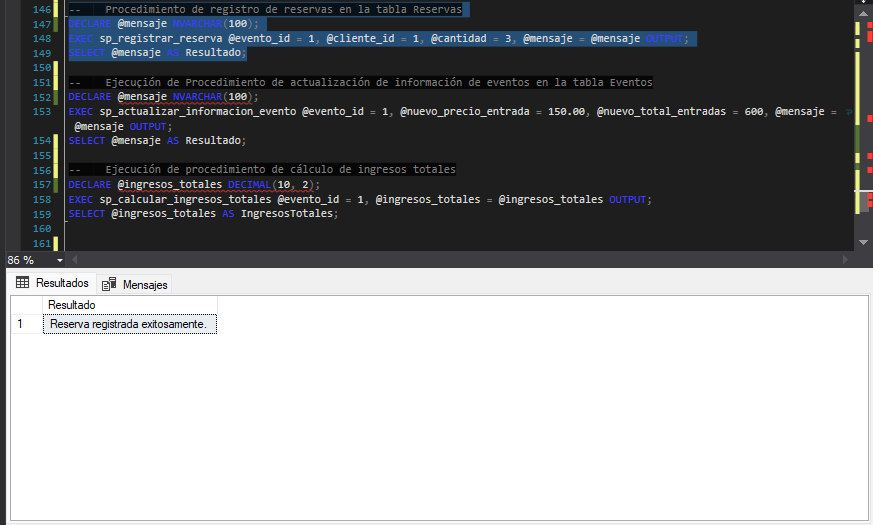 146 -- Procedimiento de registro de reservas en la tabla Reservas
147 DECLARE @mensaje NVARCHAR(100);
148 EXEC sp_registrar_reserva @evento_id = 1, @cliente_id = 1, @cantidad = 3, @mensaje = @mensaje OUTPUT;
149 SELECT @mensaje AS Resultado;
150
151 -- Ejecución de Procedimiento de actualización de información de eventos en la tabla Eventos
152 DECLARE @mensaje NVARCHAR(100);
153 EXEC sp_actualizar_informacion_evento @evento_id = 1, @nuevo_precio_entrada = 150.00, @nuevo_total_entradas = 600, @mensaje =
@mensaje OUTPUT;
154 SELECT @mensaje AS Resultado;
155
156 -- Ejecución de procedimiento de cálculo de ingresos totales
157 DECLARE @ingresos_totales DECIMAL(10, 2);
158 EXEC sp_calcular_ingresos_totales @evento_id = 1, @ingresos_totales = @ingresos_totales OUTPUT;
159 SELECT @ingresos_totales AS IngresosTotales;
160
161
86 %
Resultados Mensajes
Resultado
1 Reserva registrada exitosamente.